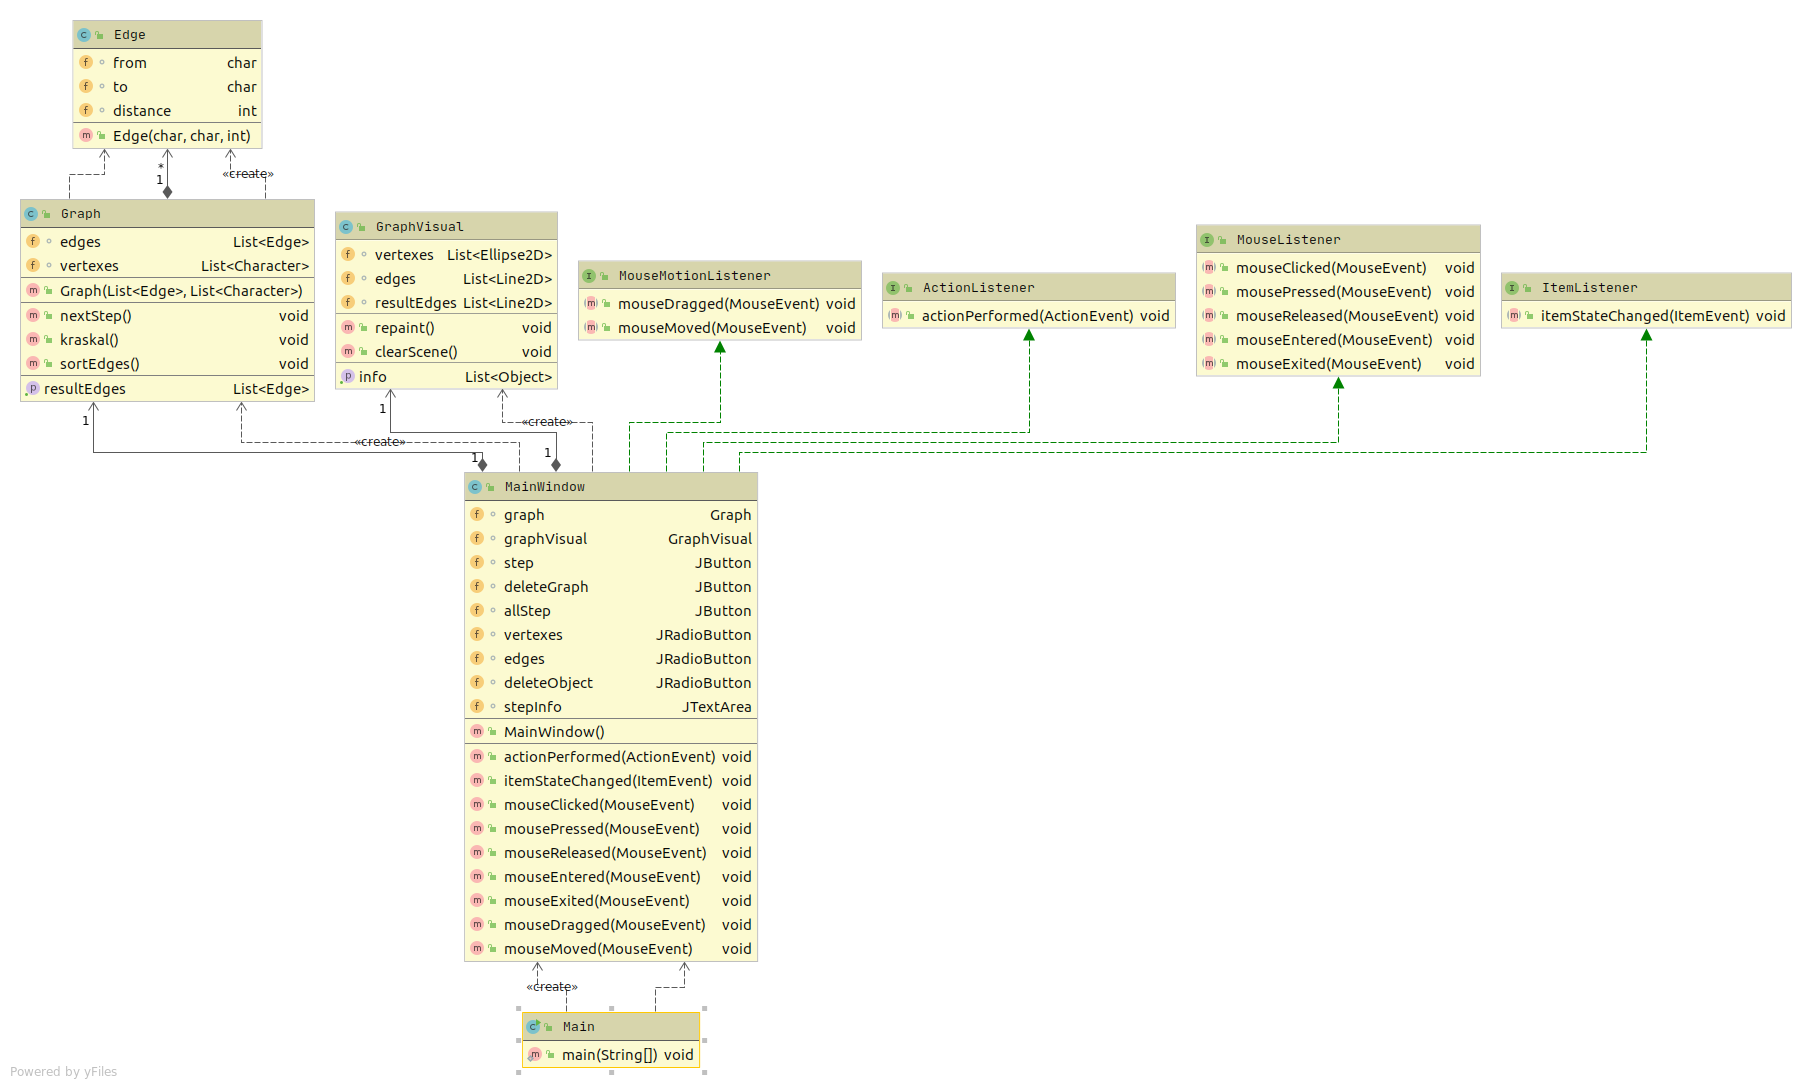 Edge
from char
to char
distance int
Edge(char, char, int)
*
1
«create»
Graph
edges List<Edge>
vertexes List<Character>
Graph(List<Edge>, List<Character>)
nextStep() void
kraskal() void
sortEdges() void
resultEdges List<Edge>
GraphVisual
vertexes List<Ellipse2D>
edges List<Line2D>
resultEdges List<Line2D>
repaint() void
clearScene() void
info List<Object>
MouseMotionListener
mouseDragged(MouseEvent) void
mouseMoved(MouseEvent) void
ActionListener
actionPerformed(ActionEvent) void
MouseListener
mouseClicked(MouseEvent) void
mousePressed(MouseEvent) void
mouseReleased(MouseEvent) void
mouseEntered(MouseEvent) void
mouseExited(MouseEvent) void
ItemListener
itemStateChanged(ItemEvent) void
1
1
«create»
«create»
1
1
MainWindow
graph Graph
graphVisual GraphVisual
step JButton
deleteGraph JButton
allStep JButton
vertexes JRadioButton
edges JRadioButton
deleteObject JRadioButton
stepInfo JTextArea
MainWindow()
actionPerformed(ActionEvent) void
itemStateChanged(ItemEvent) void
mouseClicked(MouseEvent) void
mousePressed(MouseEvent) void
mouseReleased(MouseEvent) void
mouseEntered(MouseEvent) void
mouseExited(MouseEvent) void
mouseDragged(MouseEvent) void
mouseMoved(MouseEvent) void
«create»
Main
main(String[]) void
Powered by yFiles